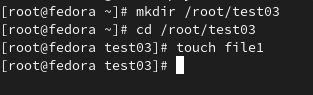 [root@fedora ~]# mkdir /root/test03
[root@fedora ~]# cd /root/test03
[root@fedora test03]# touch file1
[root@fedora test03]#